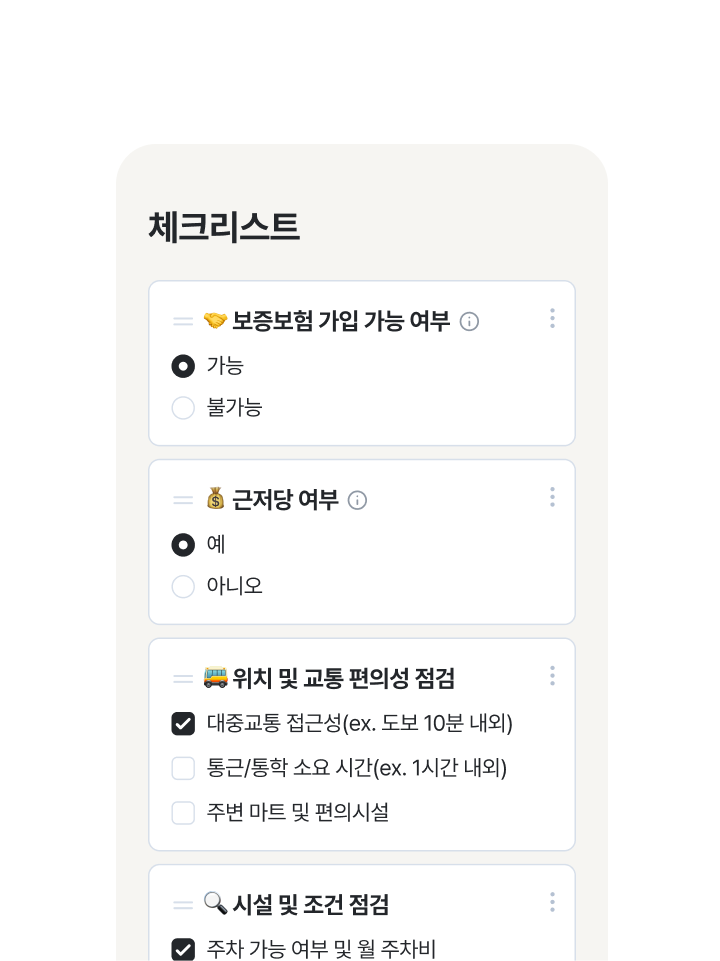 체크리스트
🤝 보증보험 가입 가능 여부
가능
불가능
💰 근저당 여부
예
아니오
🚌 위치 및 교통 편의성 점검
대중교통 접근성(ex. 도보 10분 내외)
통근/통학 소요 시간(ex. 1시간 내외)
주변 마트 및 편의시설
🔍 시설 및 조건 점검
주차 가능 여부 및 월 주차비